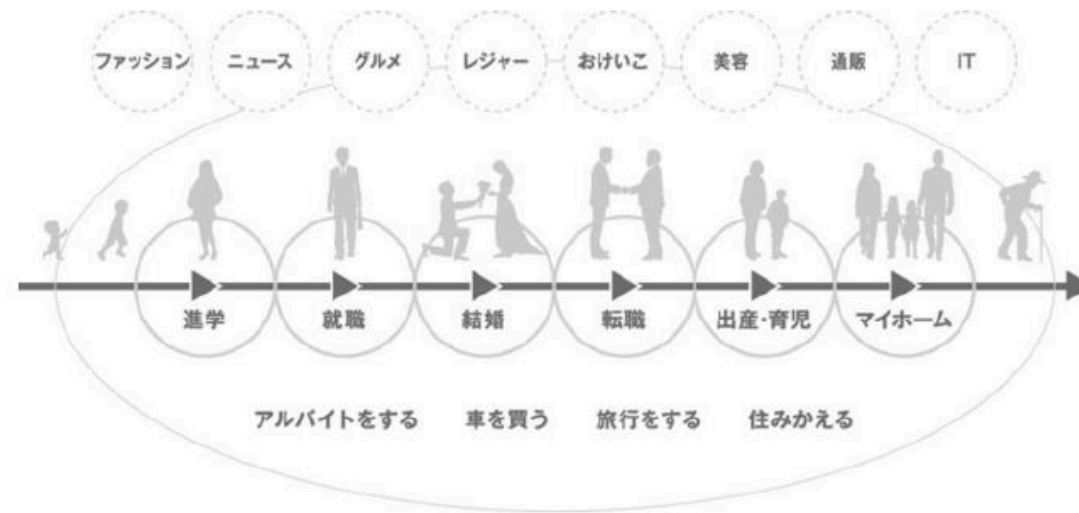 ファッション ニュース グルメ レジャー おけいこ 美容 通販 IT
進学 就職 結婚 転職 出産・育児 マイホーム
アルバイトをする 車を買う 旅行をする 住みかえる